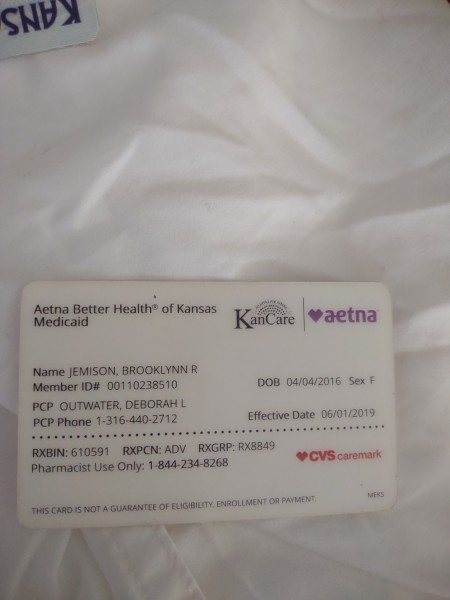 KANS
Aetna Better Health® of Kansas
Medicaid
KanCare
aetna
Name JEMISON, BROOKLYNN R
Member ID# 00110238510
DOB 04/04/2016 Sex F
PCP OUTWATER, DEBORAH L
PCP Phone 1-316-440-2712
Effective Date 06/01/2019
RXBIN: 610591 RXPCN: ADV RXGRP: RX8849
Pharmacist Use Only: 1-844-234-8268
CVS caremark
THIS CARD IS NOT A GUARANTEE OF ELIGIBILITY, ENROLLMENT OR PAYMENT.
MEKS